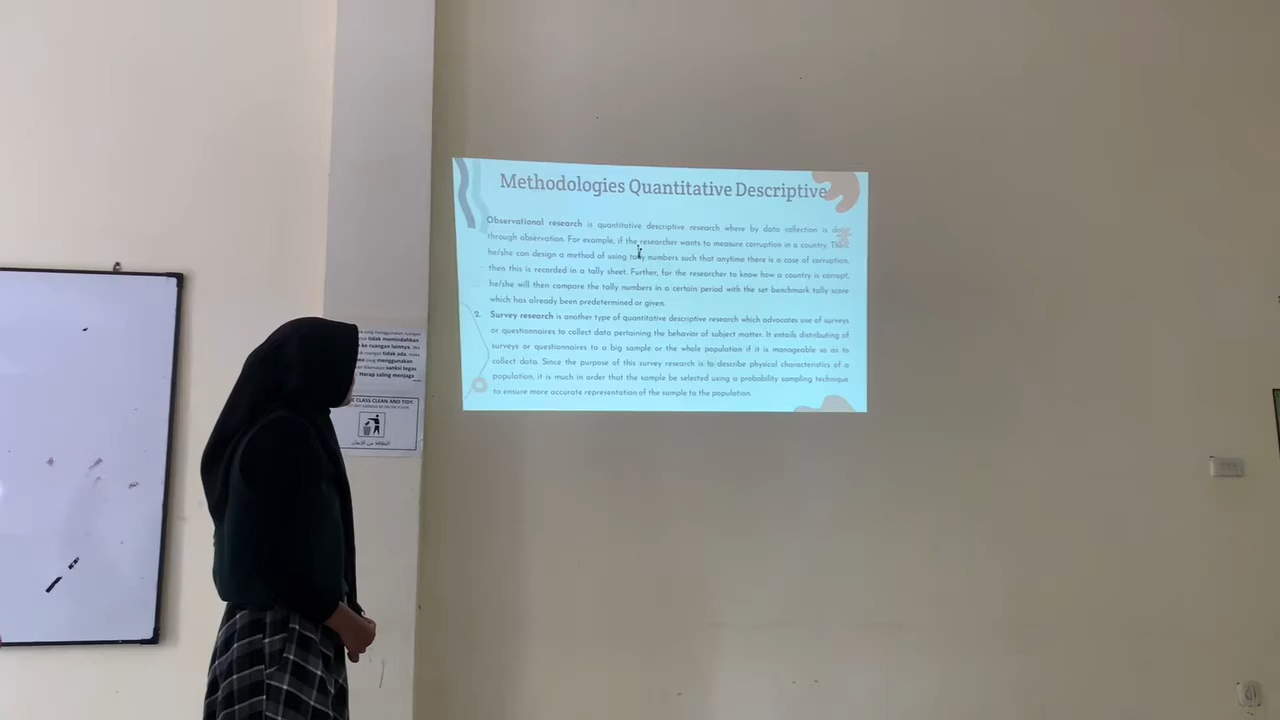 Methodologies Quantitative Descriptive
Observational research is quantitative descriptive research where by data collection is
through observation. For example, if the researcher wants to measure corruption in a country.
he/she can design a method of using tally numbers such that anytime there is a case of corruption,
then this is recorded in a tally sheet. Further, for the researcher to know how a country is corrupt,
he/she will then compare the tally numbers in a certain period with the set benchmark tally score
which has already been predetermined or given.
2. Survey research is another type of quantitative descriptive research which advocates use of surveys
or questionnaires to collect data pertaining the behavior of subject matter. It entails distributing of
surveys or questionnaires to a big sample or the whole population if it is manageable so as to
collect data. Since the purpose of this survey research is to describe physical characteristics of a
population, it is much in order that the sample be selected using a probability sampling technique
to ensure more accurate representation of the sample to the population.
menggunakan ruangan
tidak memindahkan
ke ruangan lainnya.
ruangan tidak ada,
menggunakan
sanksi tegas
Harap saling menjaga
CLASS CLEAN AND TIDY.
النظافة من الإيمان